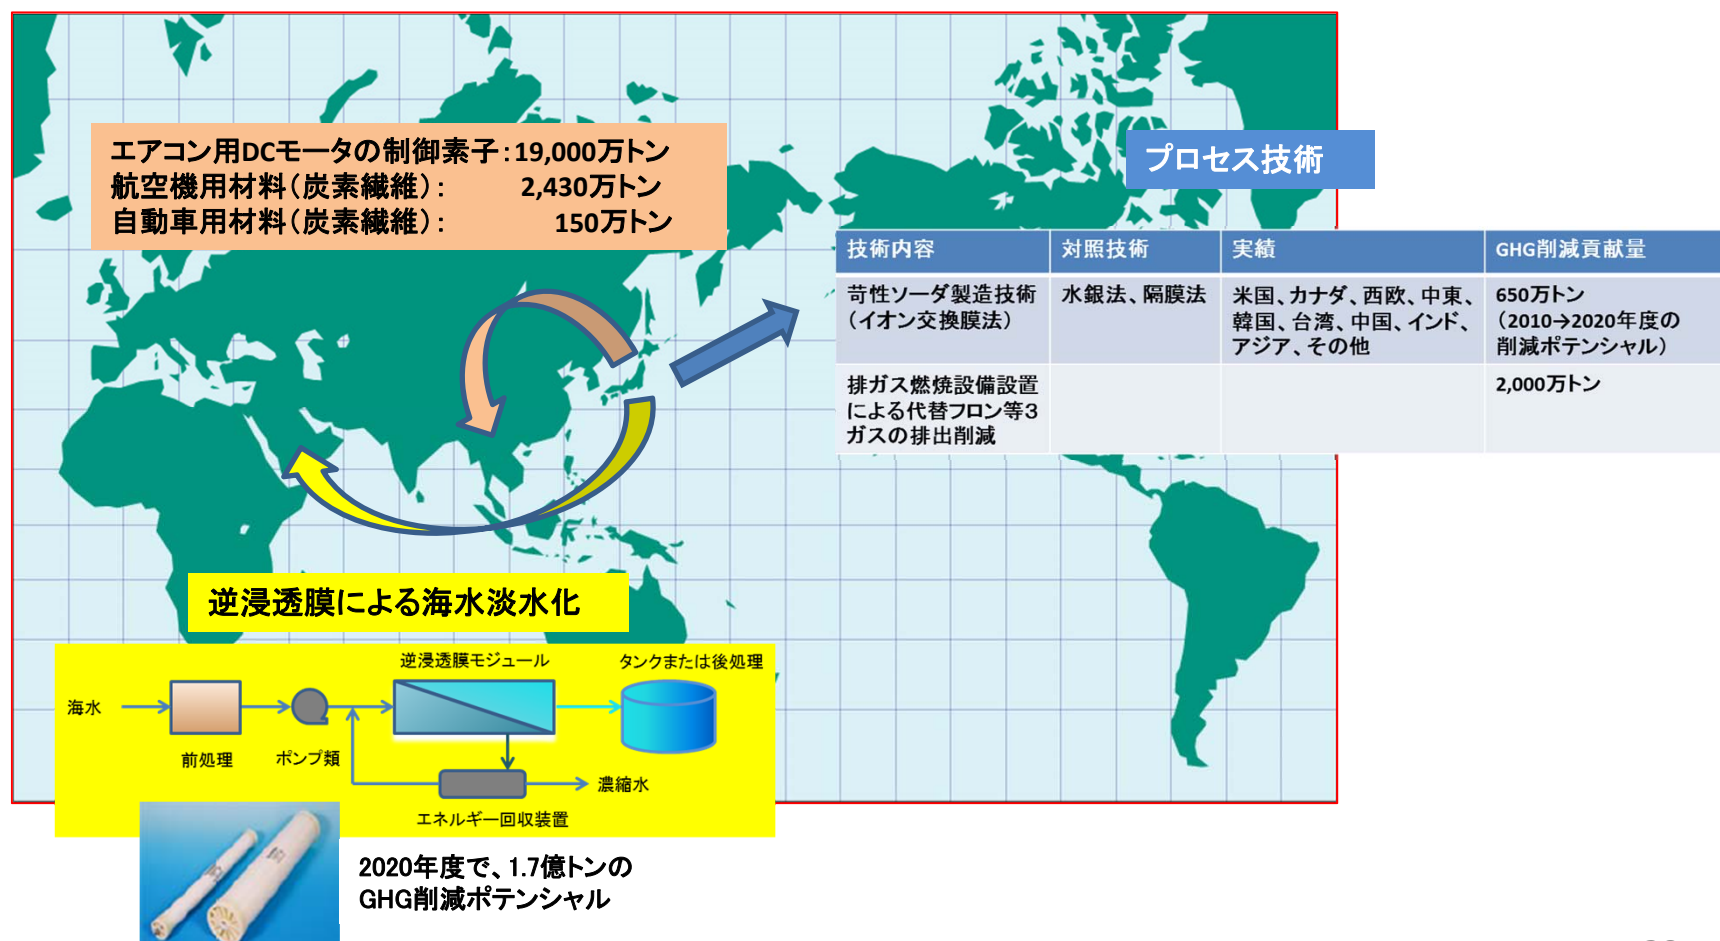 エアコン用DCモータの制御素子:19,000万トン
航空機用材料(炭素繊維): 2,430万トン
自動車用材料(炭素繊維): 150万トン
プロセス技術
技術内容 対照技術 実績 GHG削減貢献量
苛性ソーダ製造技術
(イオン交換膜法)
水銀法、隔膜法
米国、カナダ、西欧、中東、
韓国、台湾、中国、インド、
アジア、その他
650万トン
(2010→2020年度の
削減ポテンシャル)
排ガス燃焼設備設置
による代替フロン等3
ガスの排出削減
2,000万トン
逆浸透膜による海水淡水化
逆浸透膜モジュール
タンクまたは後処理
海水
前処理
ポンプ類
濃縮水
エネルギー回収装置
2020年度で、1.7億トンの
GHG削減ポテンシャル